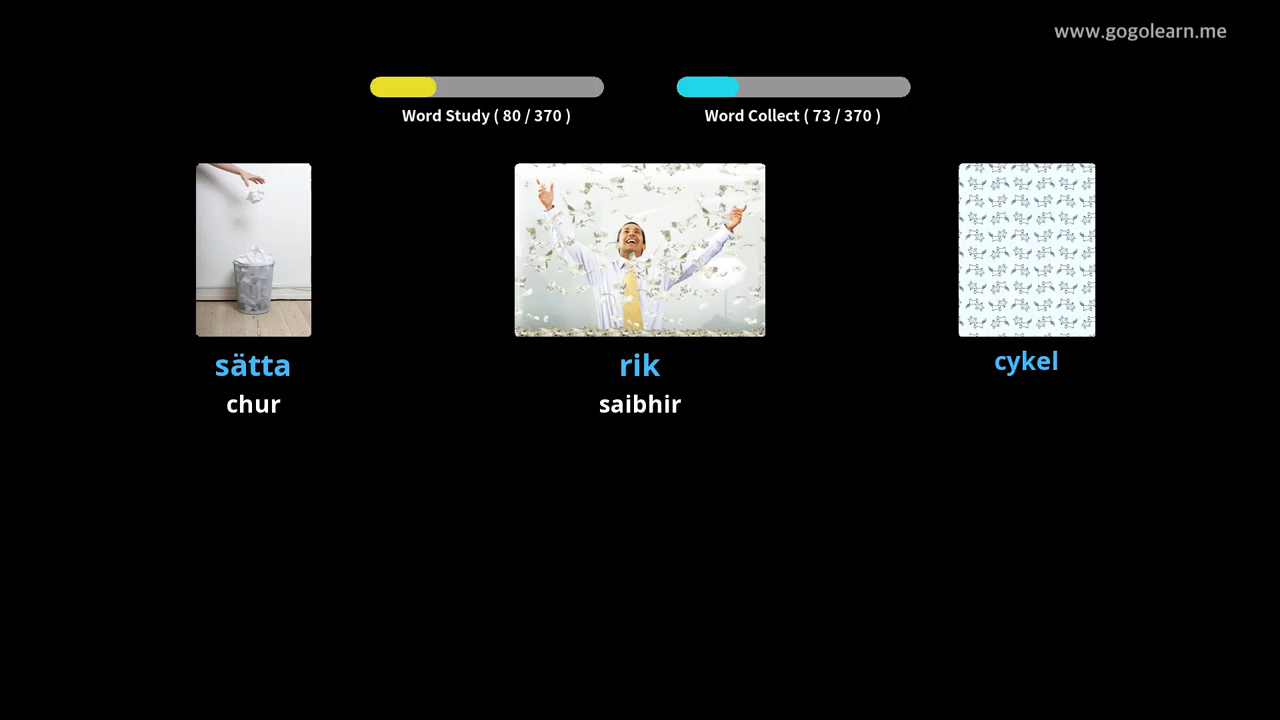 www.gogolearn.me
Word Study ( 80 / 370 )
Word Collect ( 73 / 370 )
sätta
rik
cykel
chur
saibhir